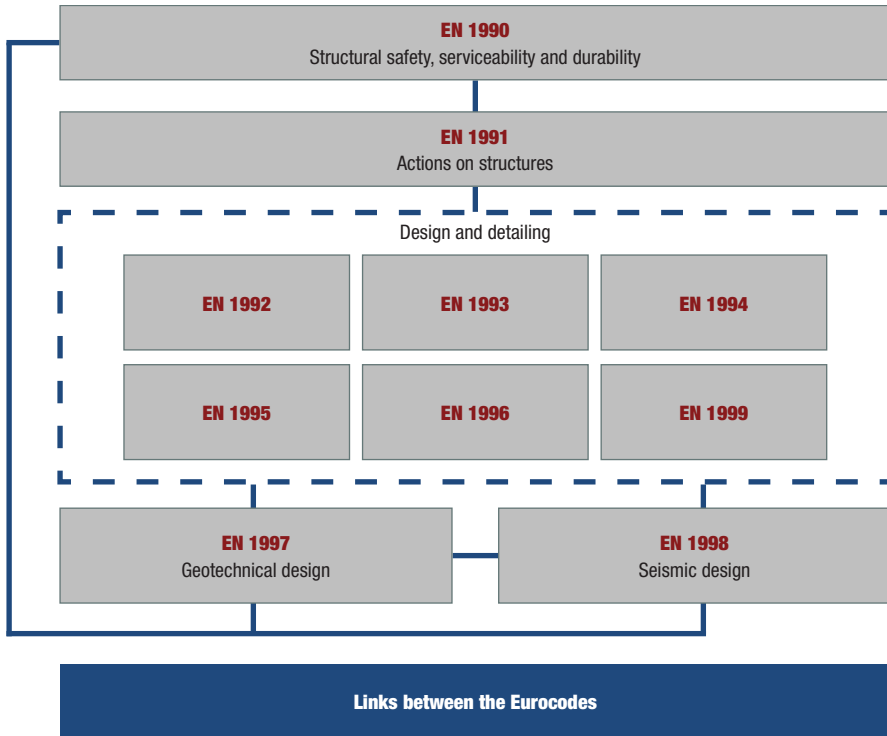 EN 1990
Structural safety, serviceability and durability
EN 1991
Actions on structures
Design and detailing
EN 1992
EN 1993
EN 1994
EN 1995
EN 1996
EN 1999
EN 1997
Geotechnical design
EN 1998
Seismic design
Links between the Eurocodes